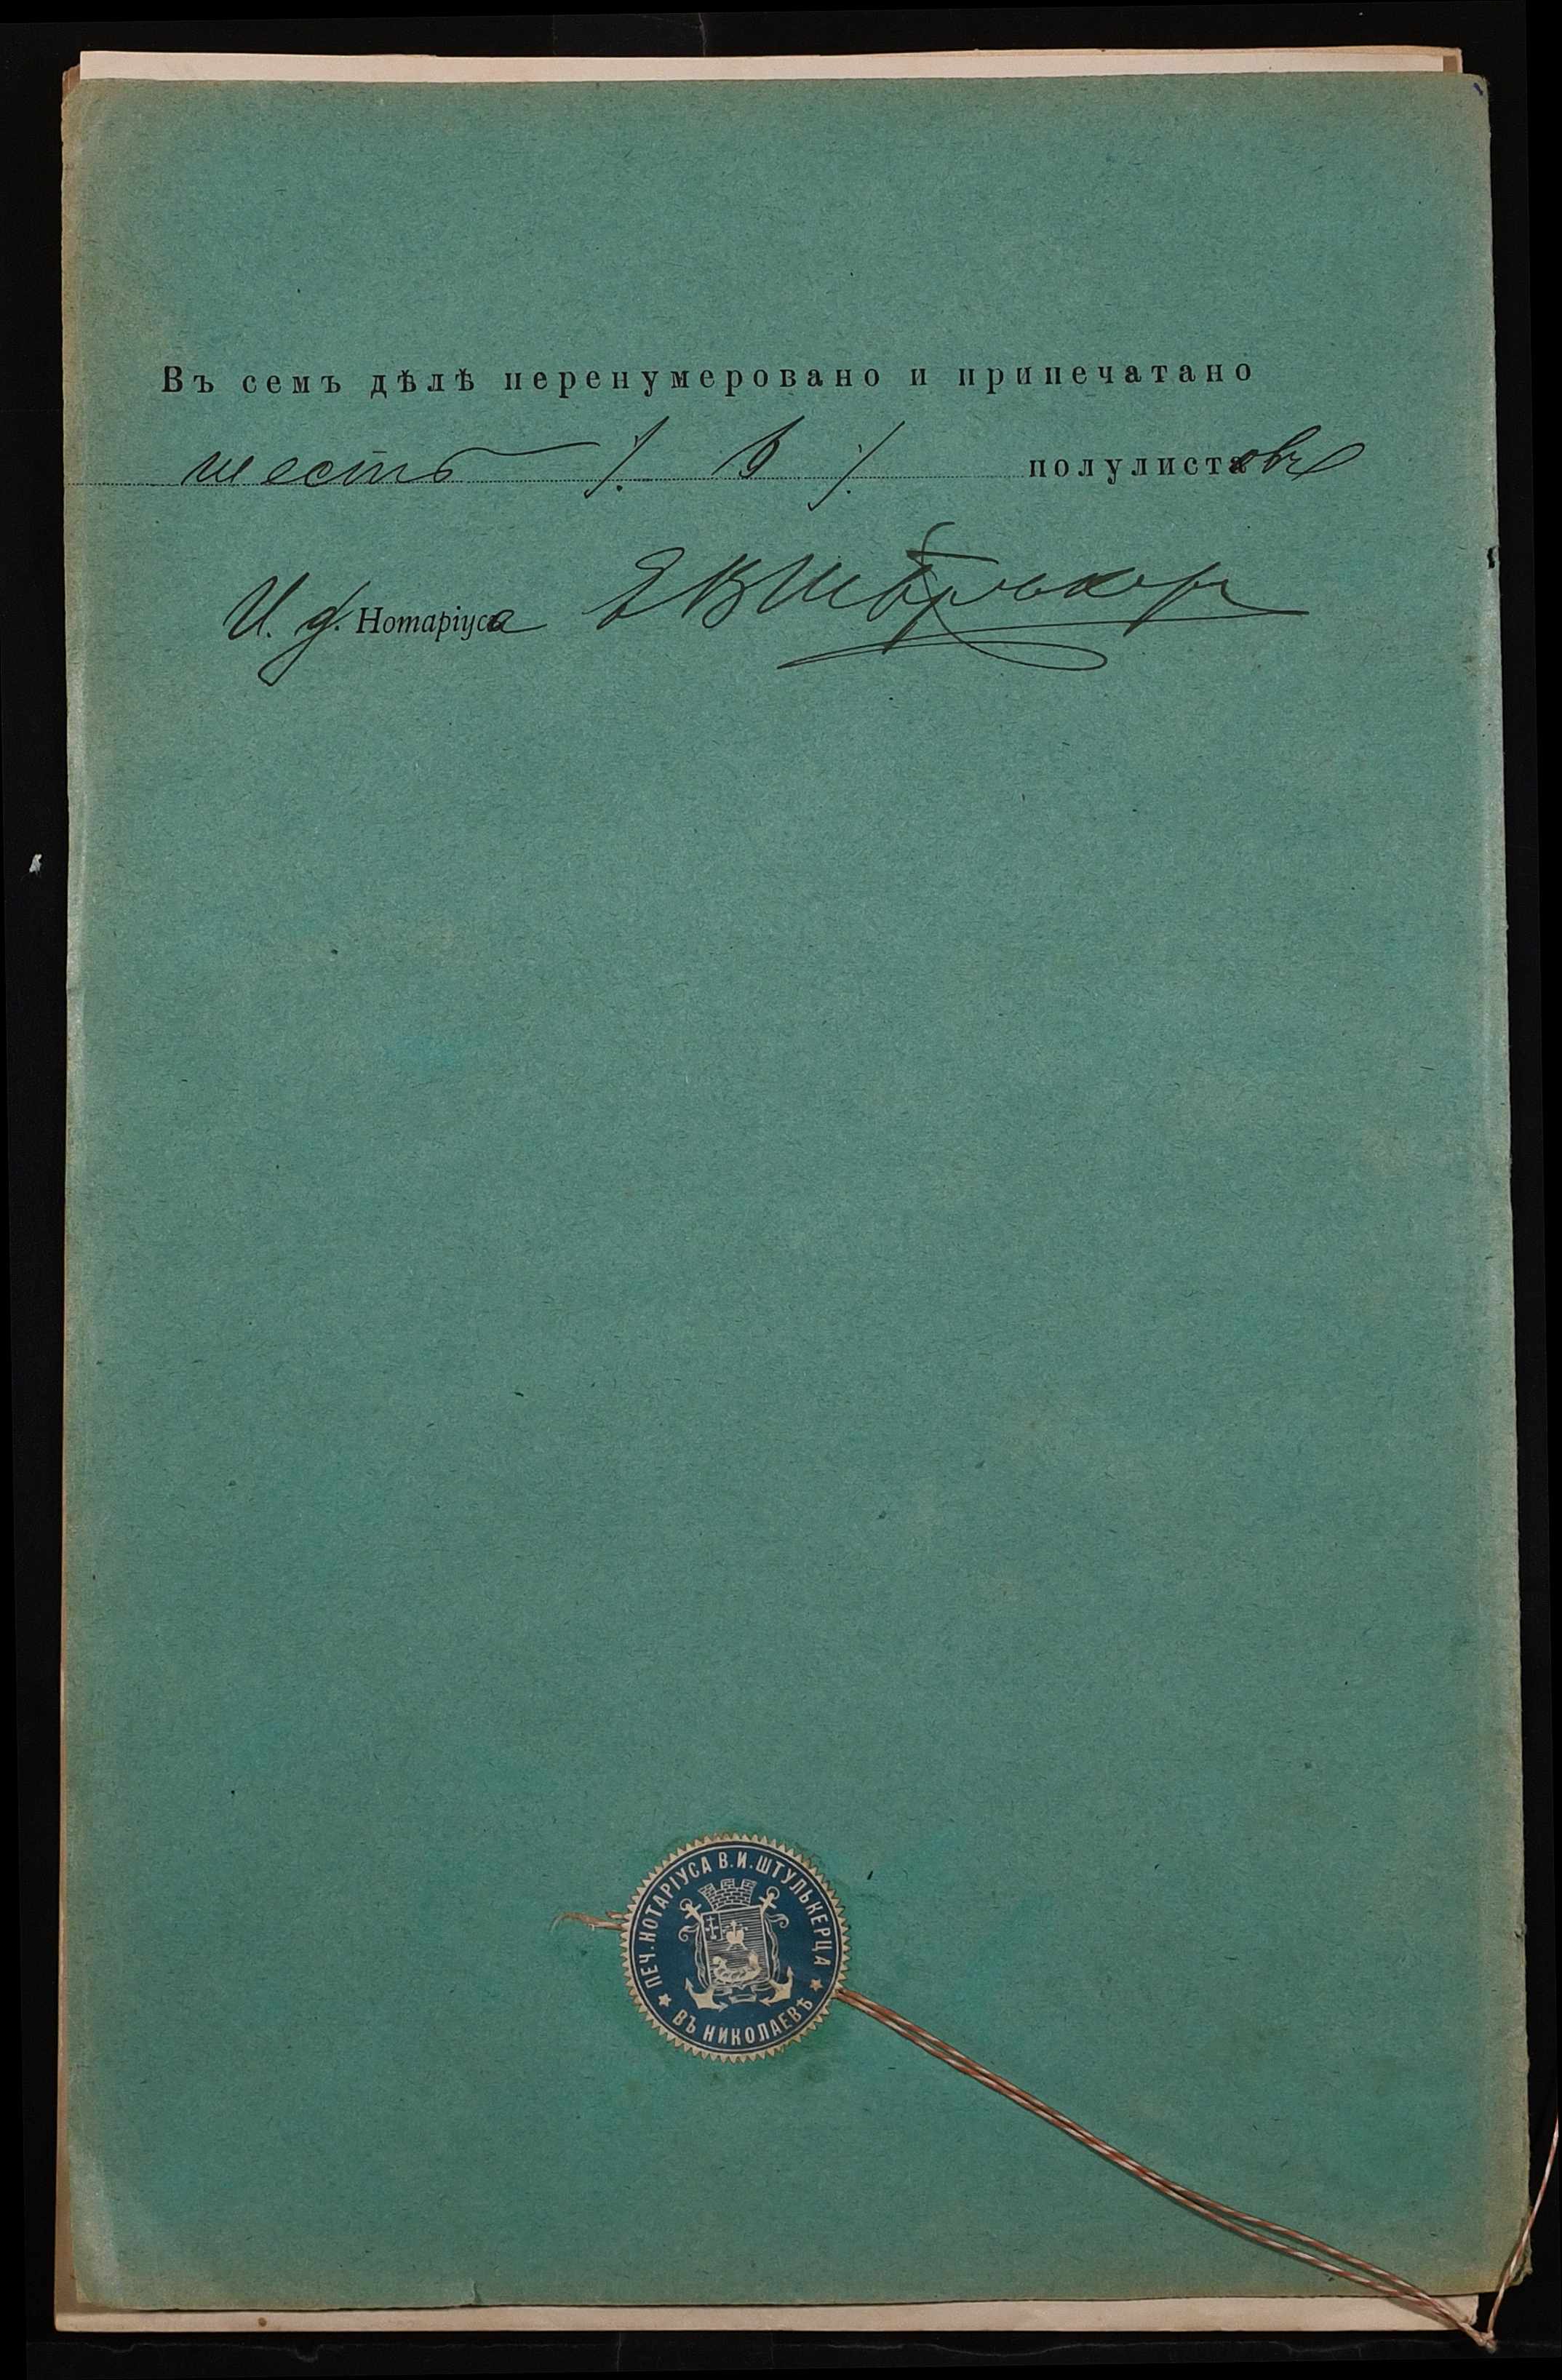 Въ семъ дѣлѣ перенумеровано и припечатано
шесть /. 6 /. полулистовъ
И. д. Нотаріуса
ПЕЧ. НОТАРІУСА В. И. ШТУЛЬКЕРЦА
ВЪ НИКОЛАЕВѢ